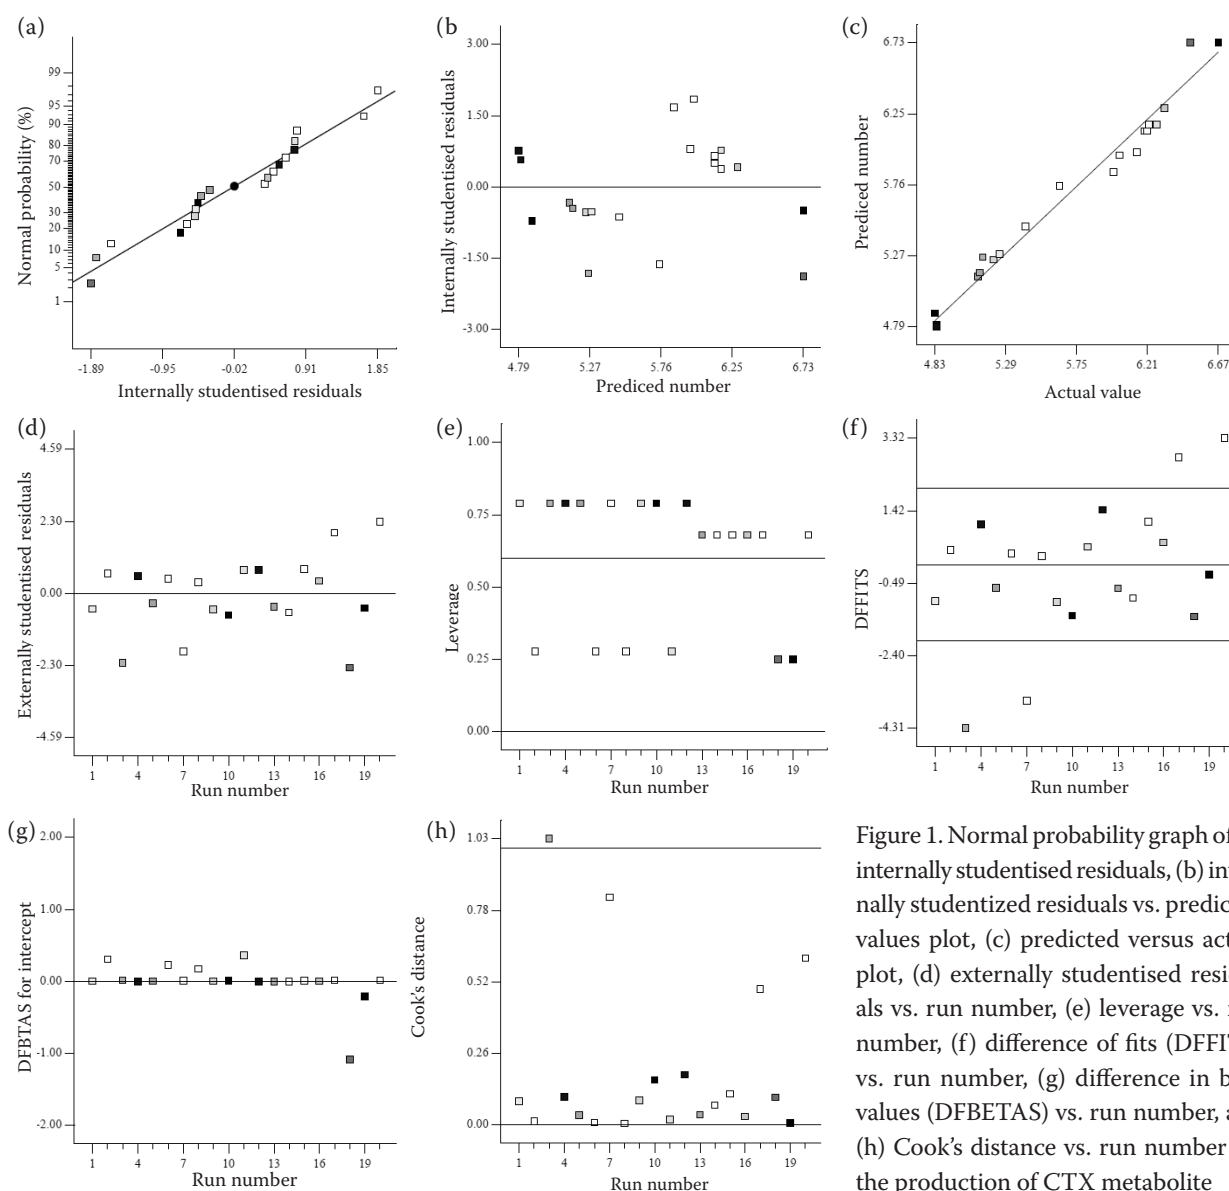 (a)
Normal probability (%)
99
95
90
80
70
50
30
20
10
5
1
-1.89 -0.95 -0.02 0.91 1.85
Internally studentised residuals
(b)
Internally studentised residuals
3.00
1.50
0.00
-1.50
-3.00
4.79 5.27 5.76 6.25 6.73
Prediced number
(c)
Prediced number
6.73
6.25
5.76
5.27
4.79
4.83 5.29 5.75 6.21 6.67
Actual value
(d)
Externally studentised residuals
4.59
2.30
0.00
-2.30
-4.59
1 4 7 10 13 16 19
Run number
(e)
Leverage
1.00
0.75
0.50
0.25
0.00
1 4 7 10 13 16 19
Run number
(f)
DFFITS
3.32
1.42
-0.49
-2.40
-4.31
1 4 7 10 13 16 19
Run number
(g)
DFBTAS for intercept
2.00
1.00
0.00
-1.00
-2.00
1 4 7 10 13 16 19
Run number
(h)
Cook's distance
1.03
0.78
0.52
0.26
0.00
1 4 7 10 13 16 19
Run number
Figure 1. Normal probability graph of
internally studentised residuals, (b) in
nally studentized residuals vs. predic
values plot, (c) predicted versus act
plot, (d) externally studentised resid
als vs. run number, (e) leverage vs.
number, (f) difference of fits (DFFI
vs. run number, (g) difference in b
values (DFBETAS) vs. run number, a
(h) Cook's distance vs. run number
the production of CTX metabolite